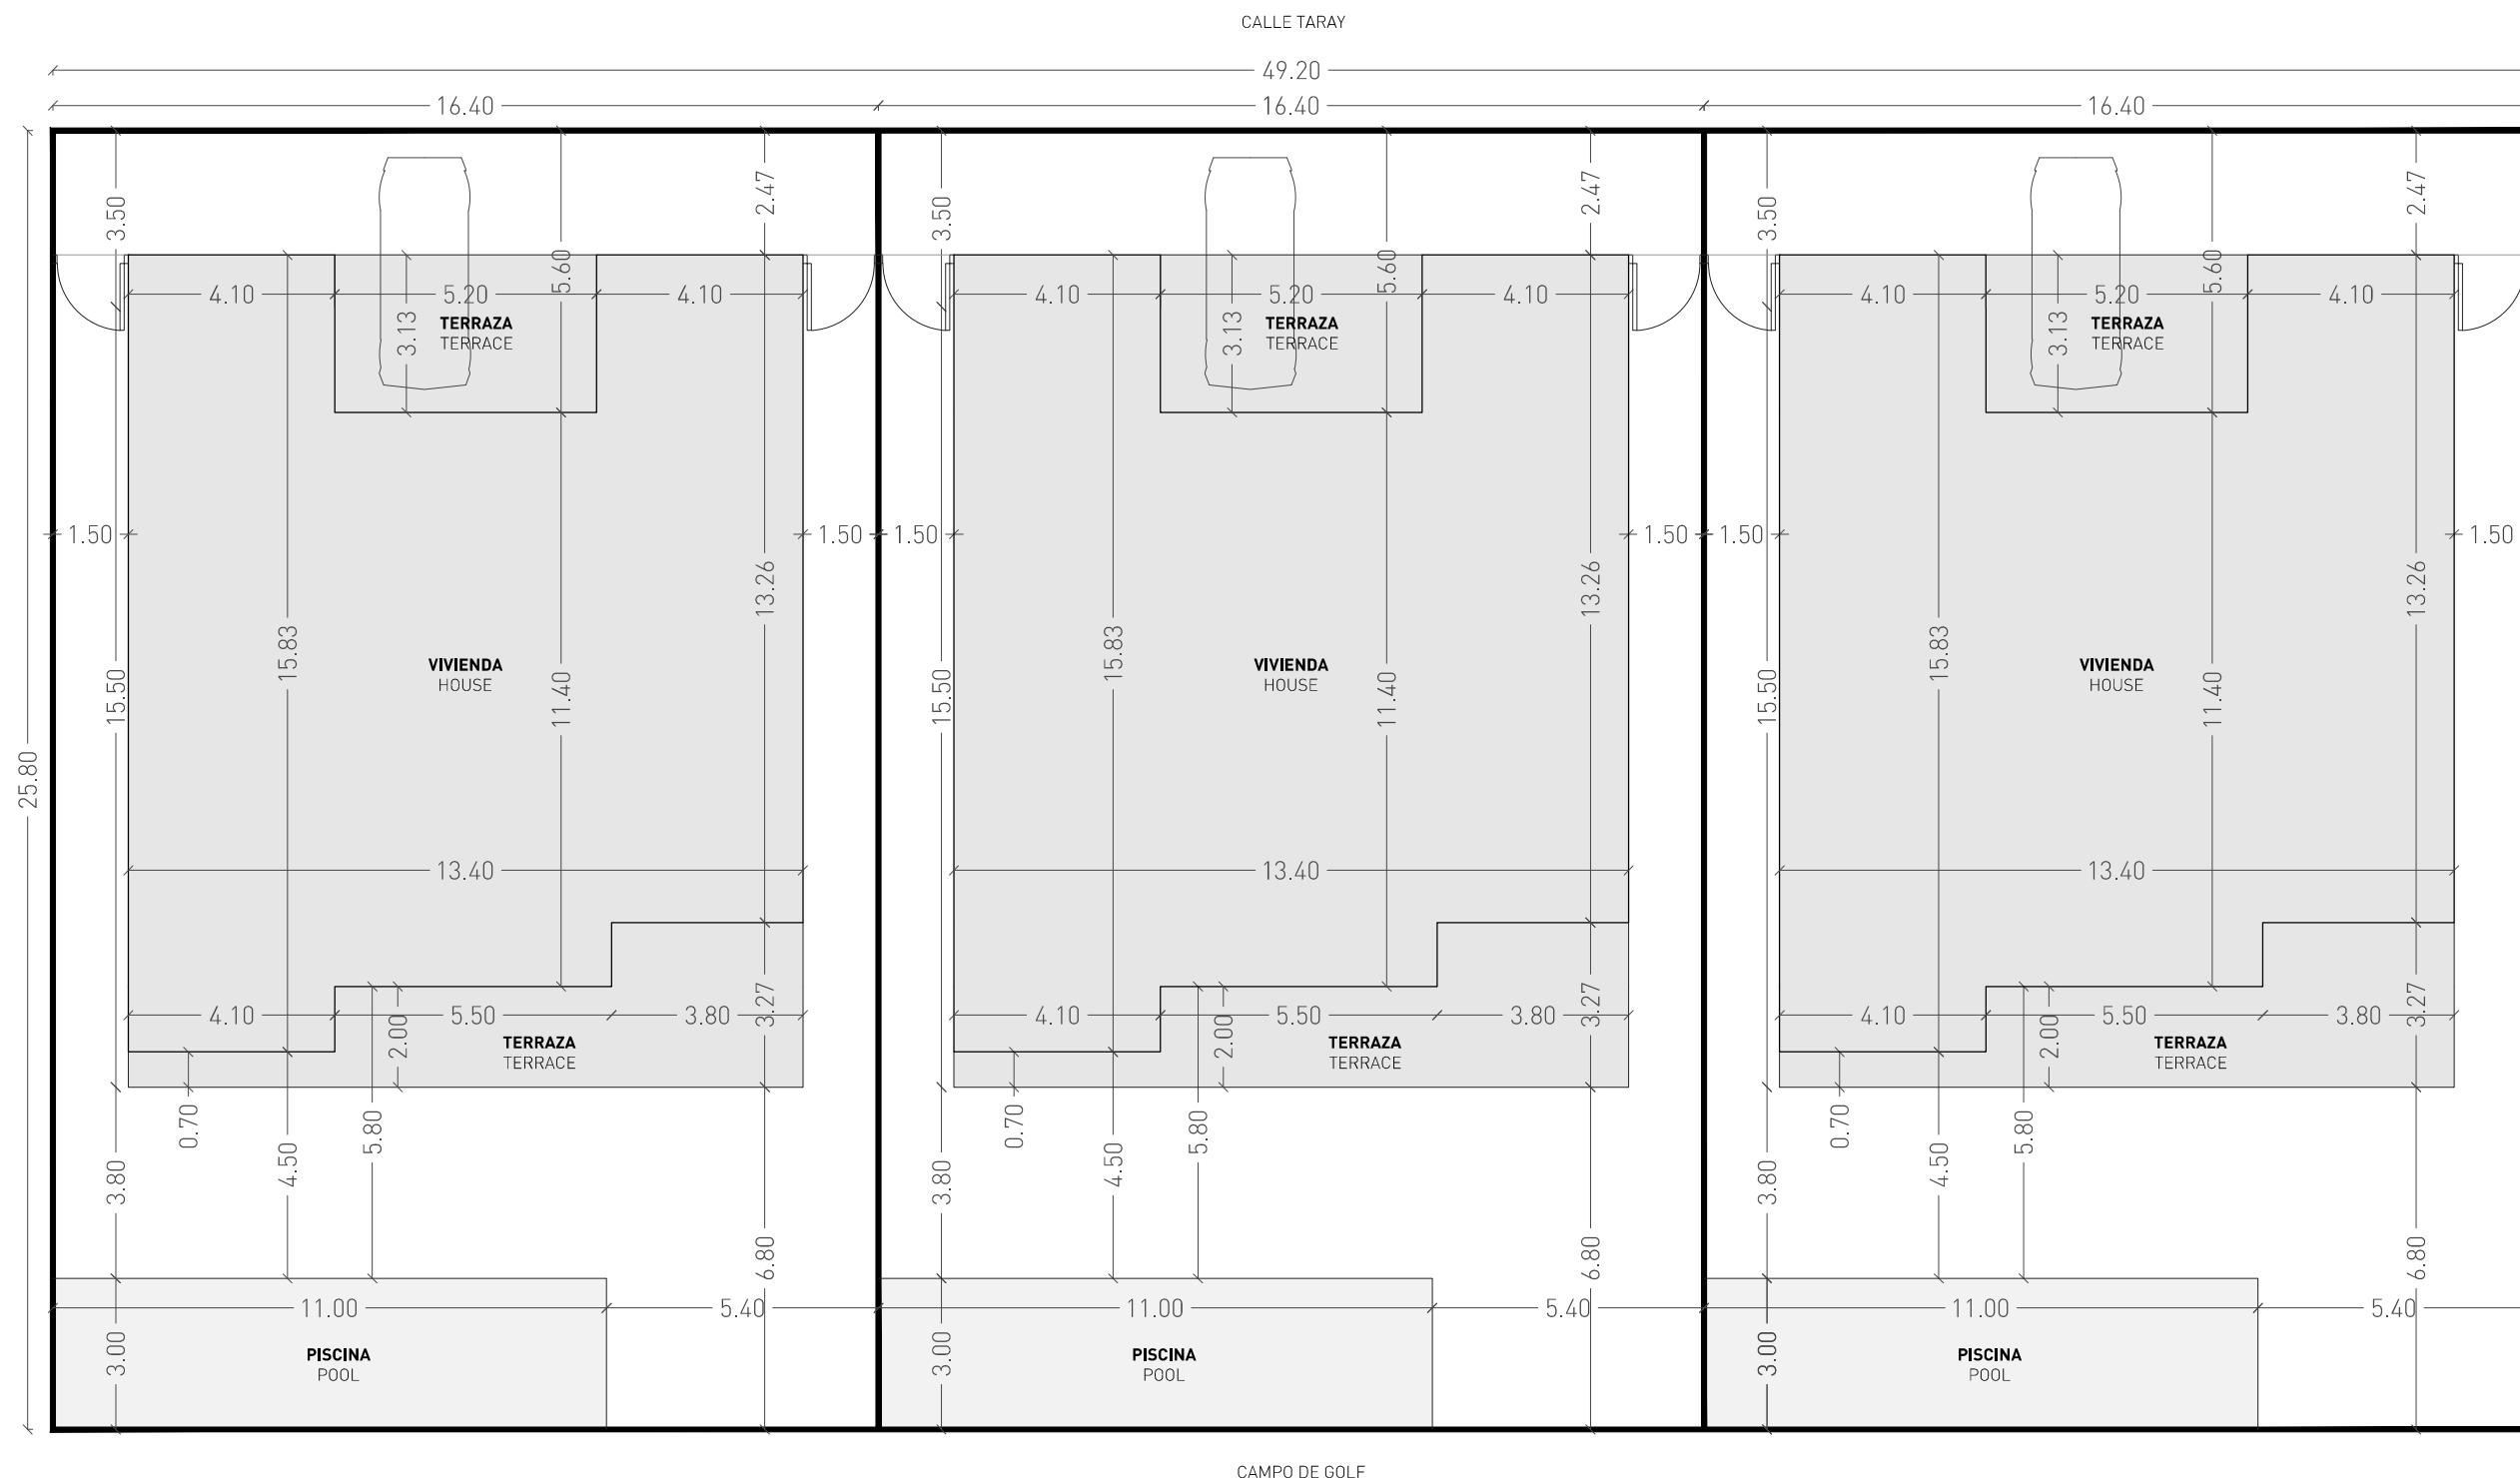 CALLE TARAY
49.20
16.40 16.40 16.40
3.50 5.60 2.47 3.50 5.60 2.47 3.50 5.60 2.47
4.10 5.20 4.10 4.10 5.20 4.10 4.10 5.20 4.10
3.13 3.13 3.13
TERRAZA TERRAZA TERRAZA
TERRACE TERRACE TERRACE
1.50 1.50 1.50 1.50 1.50 1.50
13.26 13.26 13.26
15.83 15.83 15.83
VIVIENDA VIVIENDA VIVIENDA
HOUSE HOUSE HOUSE
15.50 11.40 15.50 11.40 15.50 11.40
25.80
13.40 13.40 13.40
4.10 5.50 3.80 4.10 5.50 3.80 4.10 5.50 3.80
2.00 3.27 2.00 3.27 2.00 3.27
TERRAZA TERRAZA TERRAZA
TERRACE TERRACE TERRACE
0.70 5.80 0.70 5.80 0.70 5.80
3.80 4.50 3.80 4.50 3.80 4.50
6.80 6.80 6.80
11.00 5.40 11.00 5.40 11.00 5.40
3.00 3.00 3.00
PISCINA PISCINA PISCINA
POOL POOL POOL
CAMPO DE GOLF